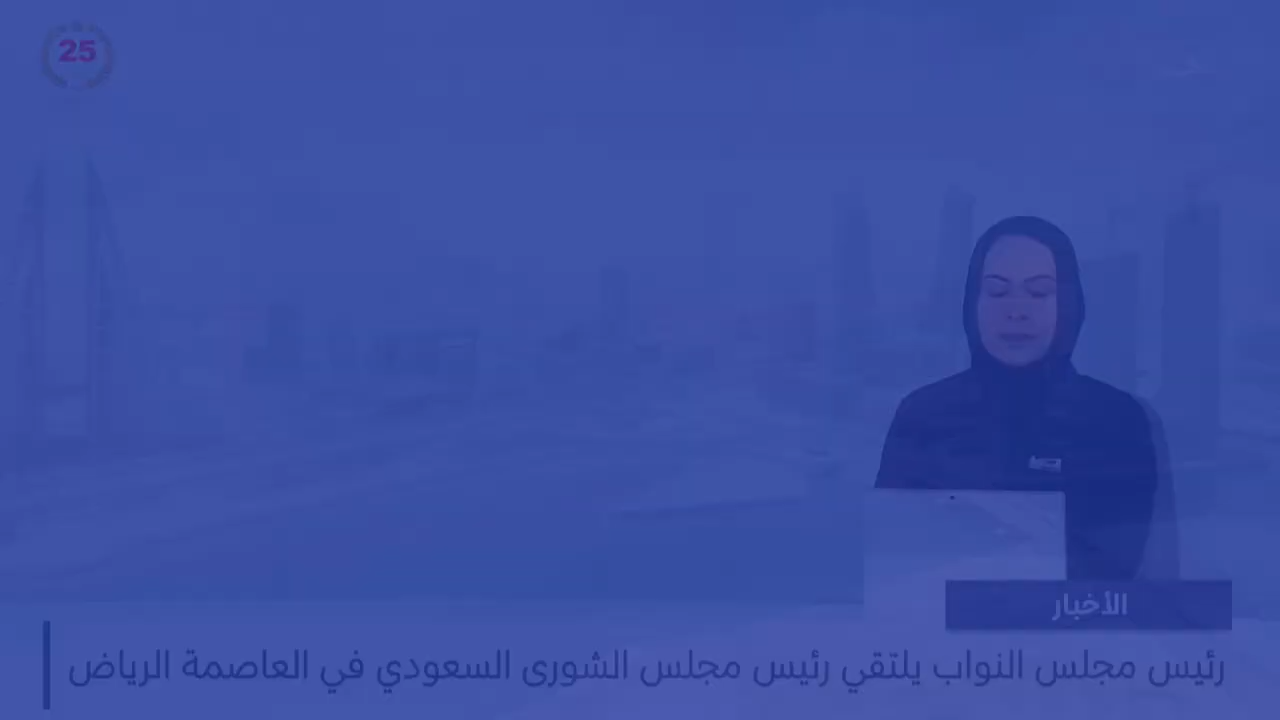 25
الأخبار
رئيس مجلس النواب يلتقي رئيس مجلس الشورى السعودي في العاصمة الرياض